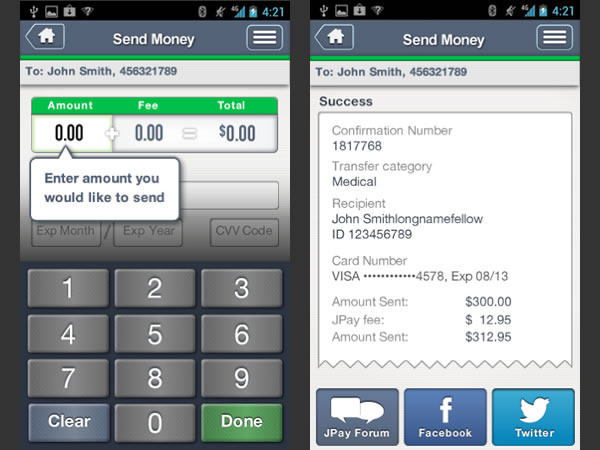 4G 4:21
Send Money
To: John Smith, 456321789
Amount Fee Total
0.00 + 0.00 = $0.00
Enter amount you
would like to send
Exp Month / Exp Year CVV Code
1 2 3
4 5 6
7 8 9
Clear 0 Done
4G 4:21
Send Money
To: John Smith, 456321789
Success
Confirmation Number
1817768
Transfer category
Medical
Recipient
John Smithlongnamefellow
ID 123456789
Card Number
VISA ••••••••••••4578, Exp 08/13
Amount Sent: $300.00
JPay fee: $ 12.95
Amount Sent: $312.95
JPay Forum Facebook Twitter